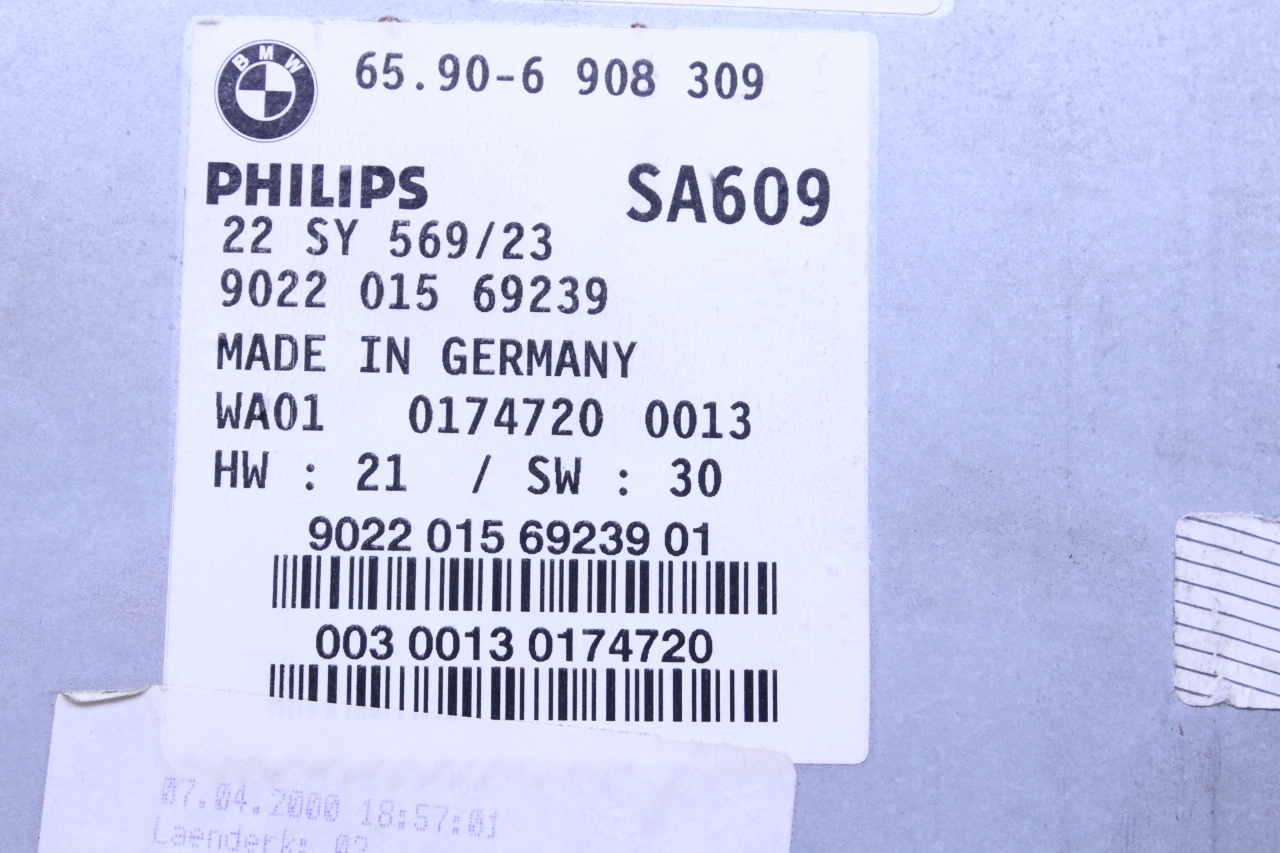 BMW
65.90-6 908 309
PHILIPS SA609
22 SY 569/23
9022 015 69239
MADE IN GERMANY
WA01 0174720 0013
HW : 21 / SW : 30
9022 015 69239 01
003 0013 0174720
07.04.2000 18:57:01
Laenderk: 02